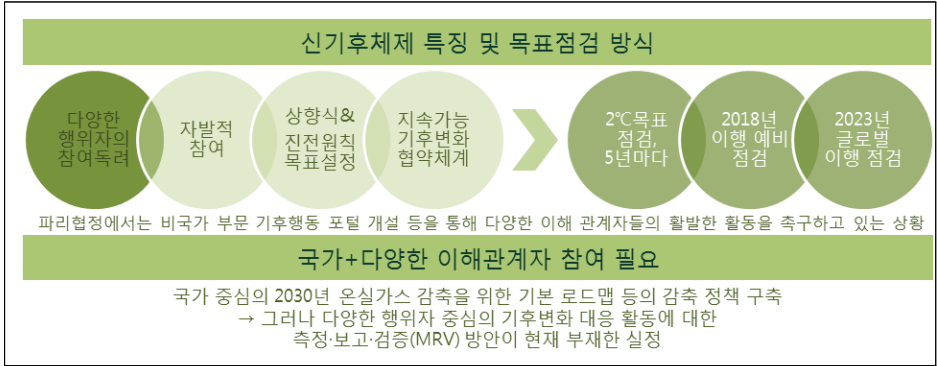 신기후체제 특징 및 목표점검 방식
다양한
행위자의
참여독려
자발적
참여
상향식&
진전원칙
목표설정
지속가능
기후변화
협약체계
2℃목표
점검,
5년마다
2018년
이행 예비
점검
2023년
글로벌
이행 점검
파리협정에서는 비국가 부문 기후행동 포털 개설 등을 통해 다양한 이해 관계자들의 활발한 활동을 촉구하고 있는 상황
국가+다양한 이해관계자 참여 필요
국가 중심의 2030년 온실가스 감축을 위한 기본 로드맵 등의 감축 정책 구축
→ 그러나 다양한 행위자 중심의 기후변화 대응 활동에 대한
측정·보고·검증(MRV) 방안이 현재 부재한 실정